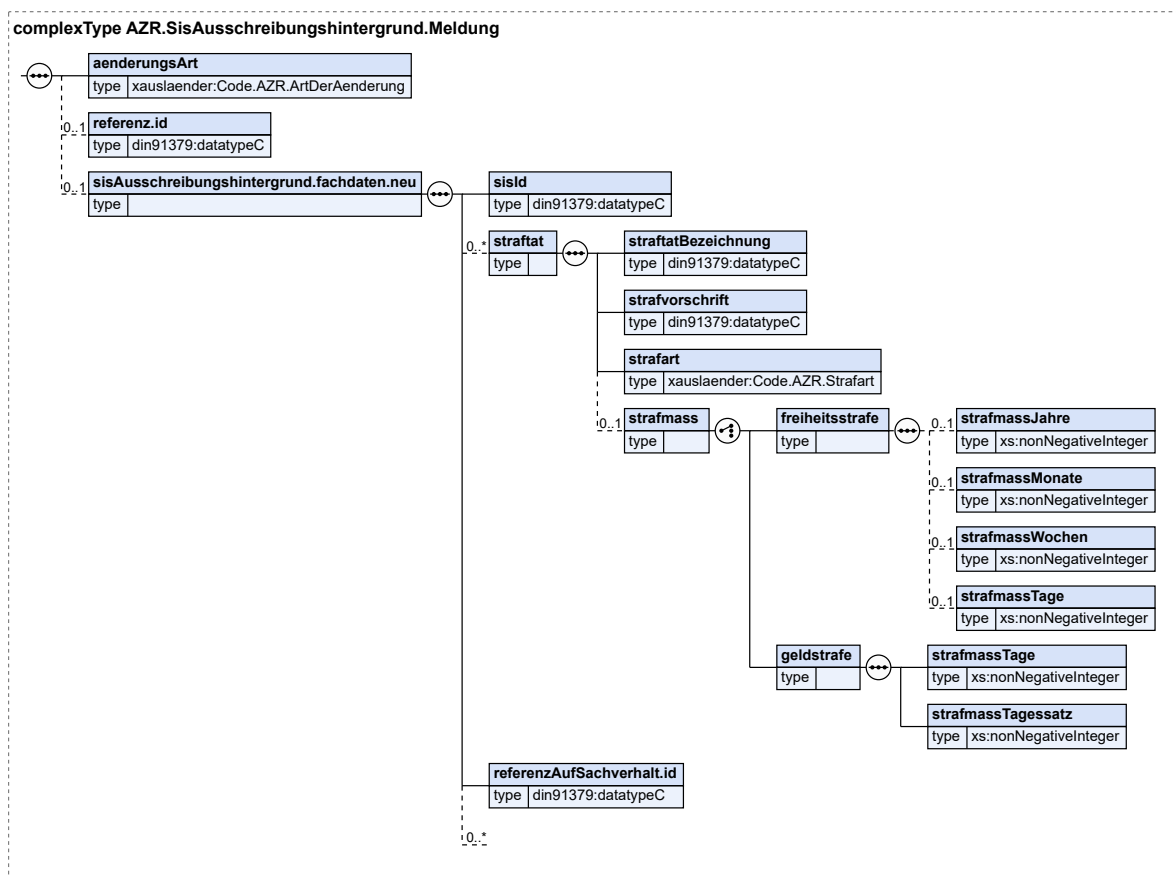 complexType AZR.SisAusschreibungshintergrund.Meldung
aenderungsArt
type xauslaender:Code.AZR.ArtDerAenderung
0..1 referenz.id
type din91379:datatypeC
0..1 sisAusschreibungshintergrund.fachdaten.neu
type
sisId
type din91379:datatypeC
0..* straftat
type
straftatBezeichnung
type din91379:datatypeC
strafvorschrift
type din91379:datatypeC
strafart
type xauslaender:Code.AZR.Strafart
0..1 strafmass
type
freiheitsstrafe
type
0..1 strafmassJahre
type xs:nonNegativeInteger
0..1 strafmassMonate
type xs:nonNegativeInteger
0..1 strafmassWochen
type xs:nonNegativeInteger
0..1 strafmassTage
type xs:nonNegativeInteger
geldstrafe
type
strafmassTage
type xs:nonNegativeInteger
strafmassTagessatz
type xs:nonNegativeInteger
referenzAufSachverhalt.id
type din91379:datatypeC
0..*